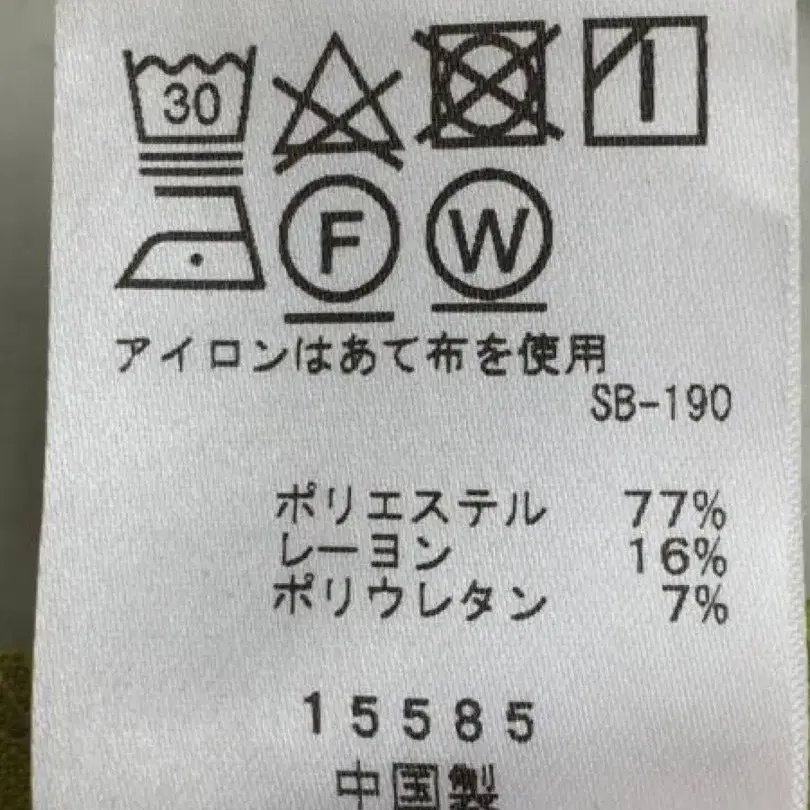 30
F W
アイロンはあて布を使用
SB-190
ポリエステル 77%
レーヨン 16%
ポリウレタン 7%
15585
中国製